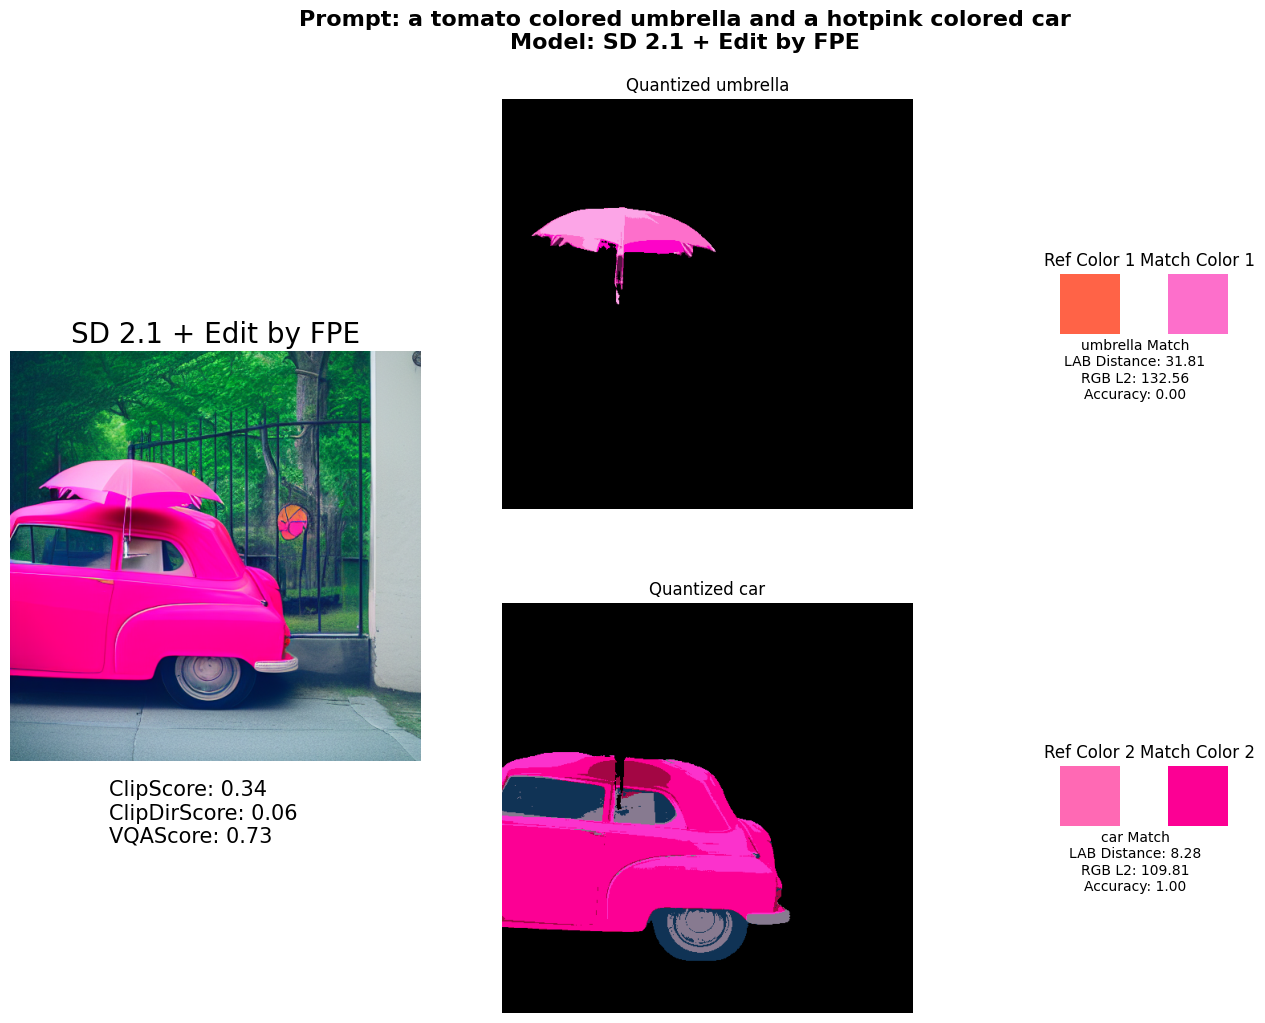 Prompt: a tomato colored umbrella and a hotpink colored car
Model: SD 2.1 + Edit by FPE
Quantized umbrella
Ref Color 1 Match Color 1
umbrella Match
LAB Distance: 31.81
RGB L2: 132.56
Accuracy: 0.00
SD 2.1 + Edit by FPE
ClipScore: 0.34
ClipDirScore: 0.06
VQAScore: 0.73
Quantized car
Ref Color 2 Match Color 2
car Match
LAB Distance: 8.28
RGB L2: 109.81
Accuracy: 1.00